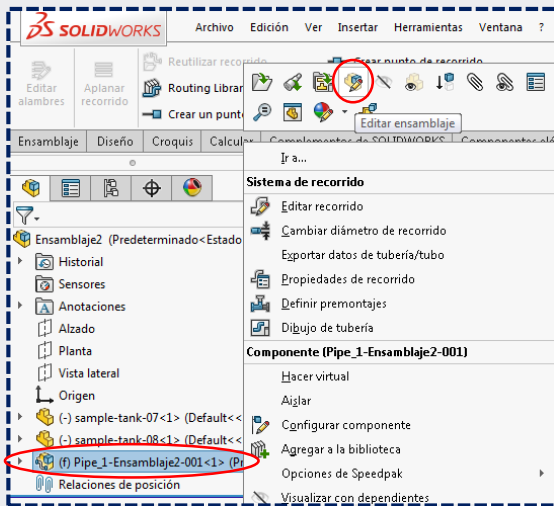 SOLIDWORKS
Archivo Edición Ver Insertar Herramientas Ventana ?
Editar alambres
Aplanar recorrido
Reutilizar recorrido
Routing Librar
Crear un punto
Crear punto de recorrido
Editar ensamblaje
Ensamblaje Diseño Croquis Calcular Complementos de SOLIDWORKS Componentes
Ir a...
Sistema de recorrido
Editar recorrido
Cambiar diámetro de recorrido
Exportar datos de tubería/tubo
Propiedades de recorrido
Definir premontajes
Dibujo de tubería
Componente (Pipe_1-Ensamblaje2-001)
Hacer virtual
Aislar
Configurar componente
Agregar a la biblioteca
Opciones de Speedpak
Visualizar con dependientes
Ensamblaje2 (Predeterminado<Estado
Historial
Sensores
Anotaciones
Alzado
Planta
Vista lateral
Origen
(-) sample-tank-07<1> (Default<<
(-) sample-tank-08<1> (Default<<
(f) Pipe_1-Ensamblaje2-001<1> (Pr
Relaciones de posición